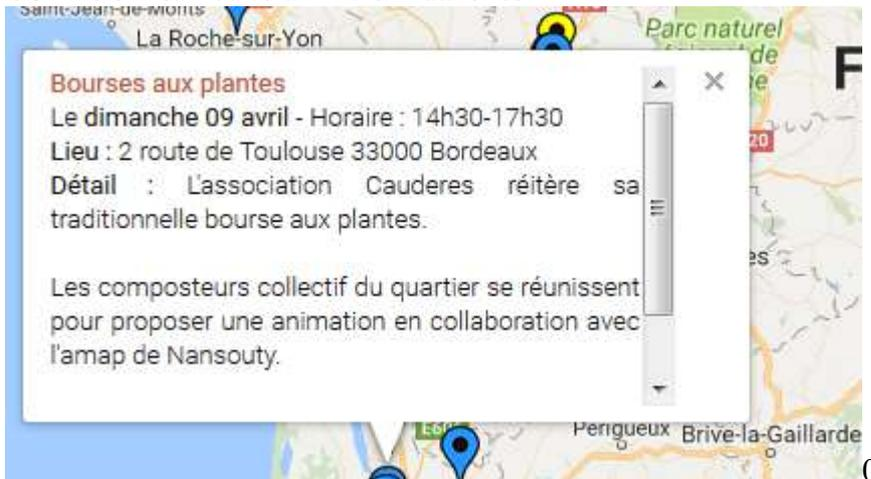 Saint-Jean-de-Monts
La Roche-sur-Yon
Parc naturel
de
F
Bourses aux plantes
Le dimanche 09 avril - Horaire : 14h30-17h30
Lieu : 2 route de Toulouse 33000 Bordeaux
20
Détail : L'association Cauderes réitère sa
traditionnelle bourse aux plantes.
es
Les composteurs collectif du quartier se réunissent
pour proposer une animation en collaboration avec
l'amap de Nansouty.
E60
Périgueux
Brive-la-Gaillarde